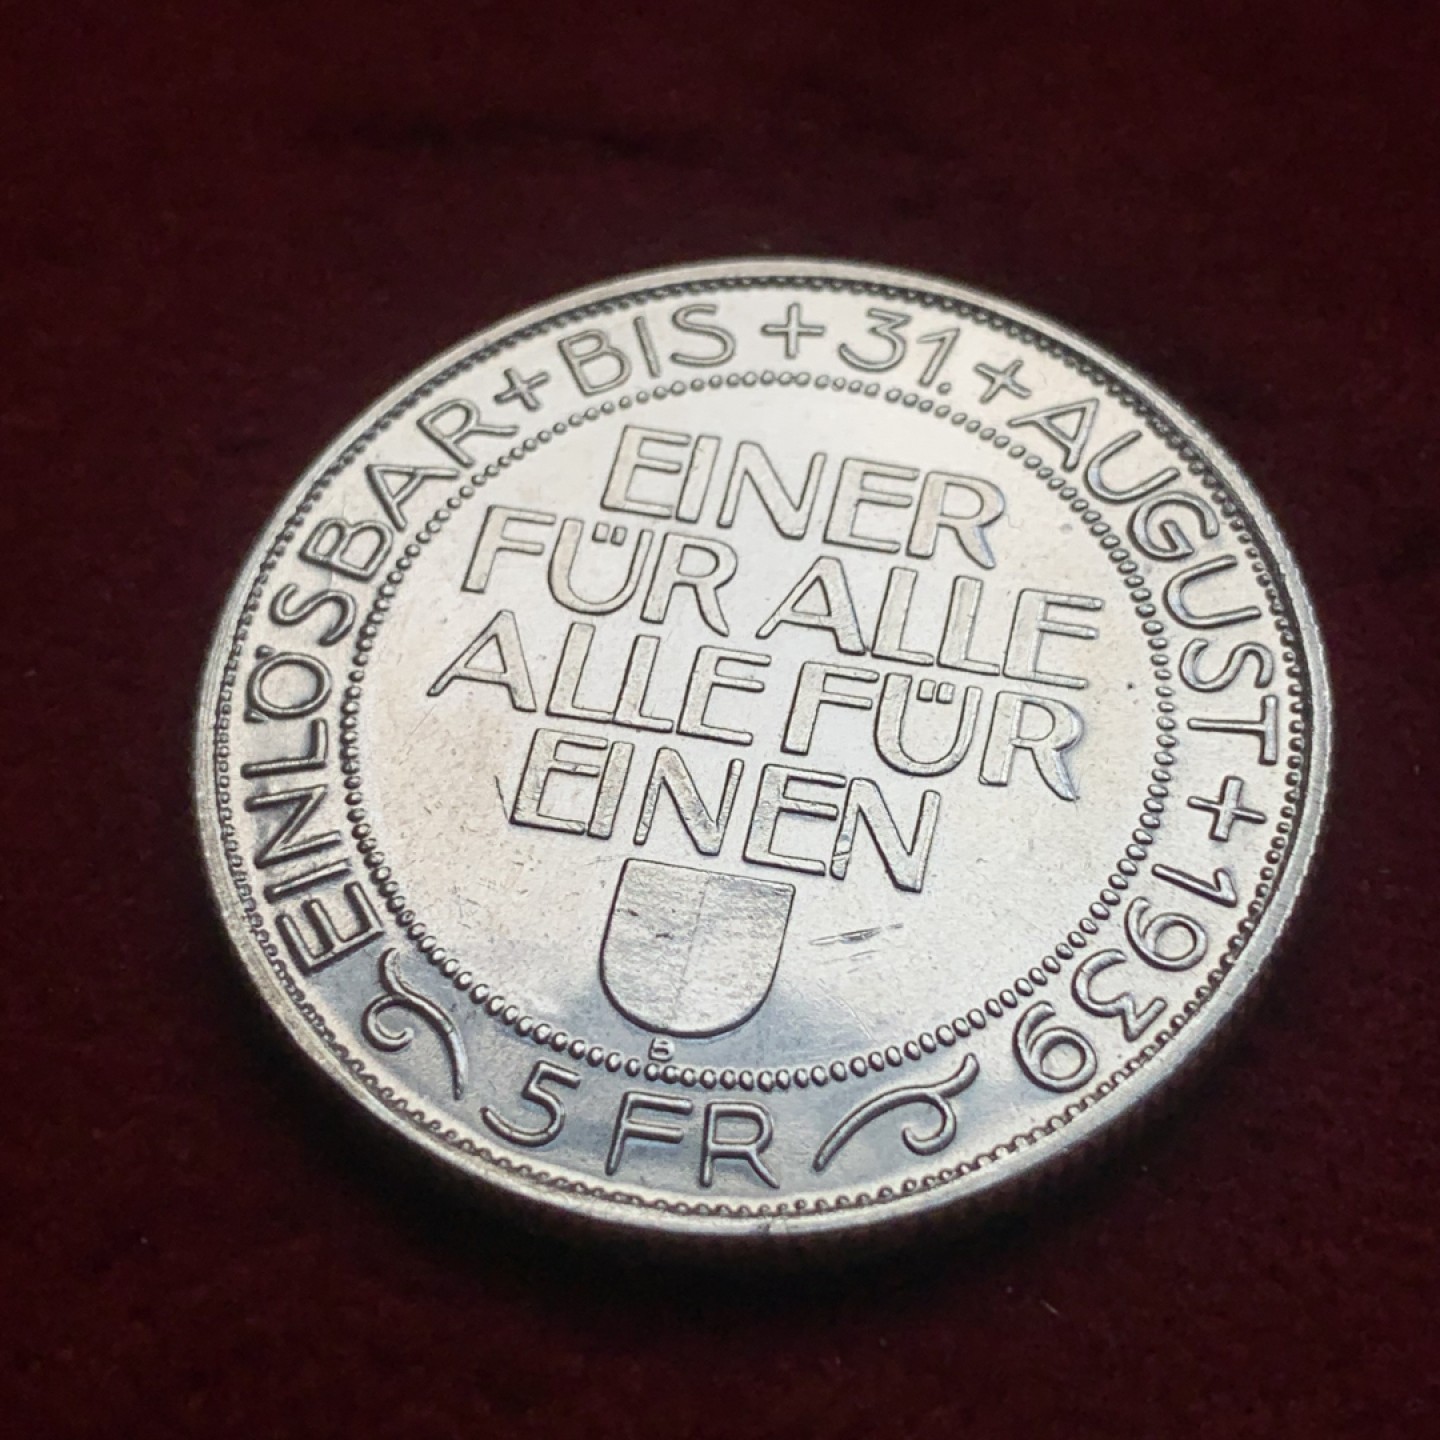 EINLÖSBAR + BIS + 31. + AUGUST + 1939
EINER
FÜR ALLE
ALLE FÜR
EINEN
B
5 FR